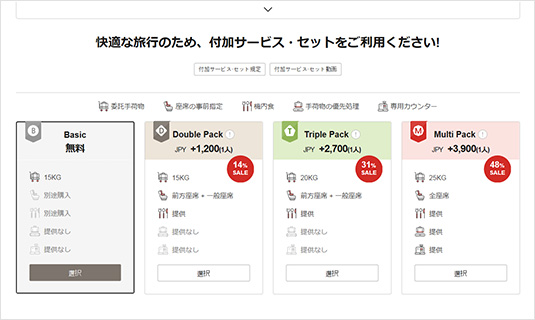 快適な旅行のため、付加サービス・セットをご利用ください!
付加サービス·セット規定 付加サービス·セット動画
委託手荷物 座席の事前指定 機内食 手荷物の優先処理 専用カウンター
B
Basic
無料
15KG
別途購入
別途購入
提供なし
提供なし
選択
D
Double Pack
JPY +1,200(1人)
14%
SALE
15KG
前方座席 + 一般座席
提供
提供なし
提供なし
選択
T
Triple Pack
JPY +2,700(1人)
31%
SALE
20KG
前方座席 + 一般座席
提供
提供なし
提供なし
選択
M
Multi Pack
JPY +3,900(1人)
48%
SALE
25KG
全座席
提供
提供
提供
選択